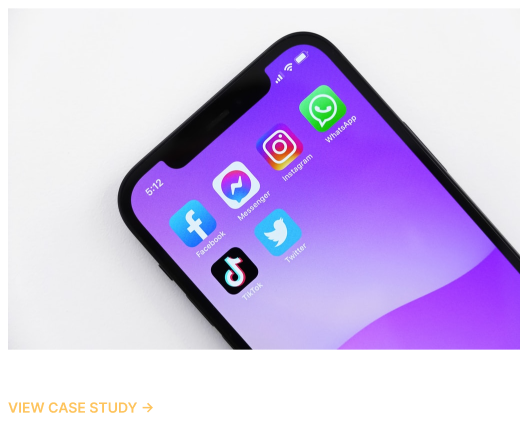 5:12
Facebook
Messenger
Instagram
WhatsApp
TikTok
Twitter
VIEW CASE STUDY →